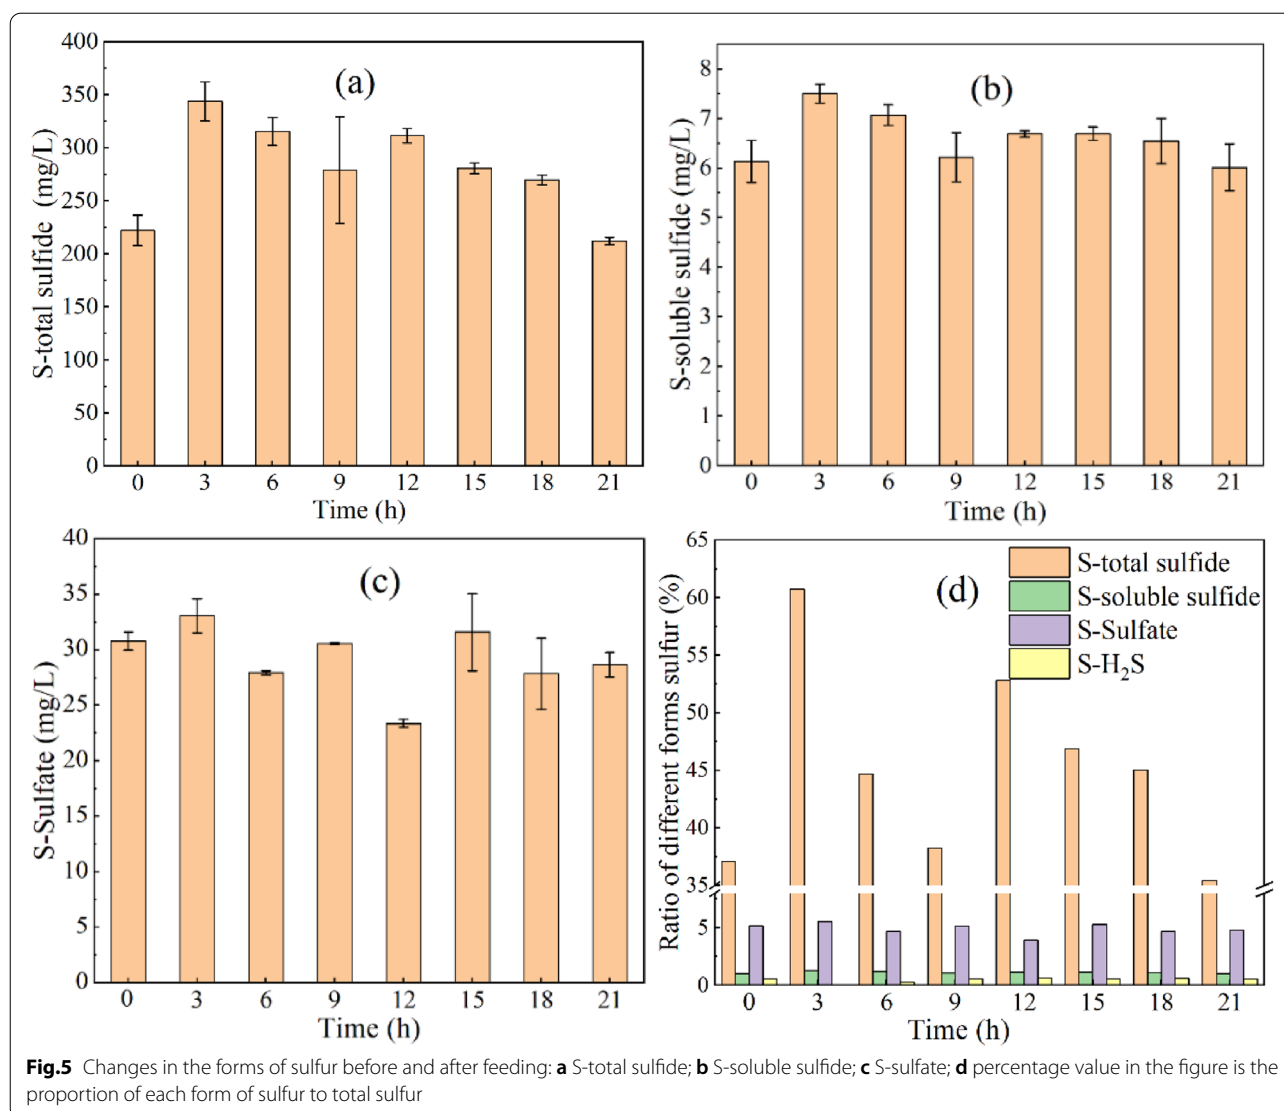 (a)
S-total sulfide (mg/L)
400
350
300
250
200
150
100
50
0
0 3 6 9 12 15 18 21
Time (h)
(b)
S-soluble sulfide (mg/L)
8
7
6
5
4
3
2
1
0
0 3 6 9 12 15 18 21
Time (h)
(c)
S-Sulfate (mg/L)
40
35
30
25
20
15
10
5
0
0 3 6 9 12 15 18 21
Time (h)
(d)
Ratio of different forms sulfur (%)
65
60
55
50
45
40
35
5
0
S-total sulfide
S-soluble sulfide
S-Sulfate
S-H₂S
0 3 6 9 12 15 18 21
Time (h)
Fig.5 Changes in the forms of sulfur before and after feeding: a S-total sulfide; b S-soluble sulfide; c S-sulfate; d percentage value in the figure is the
proportion of each form of sulfur to total sulfur